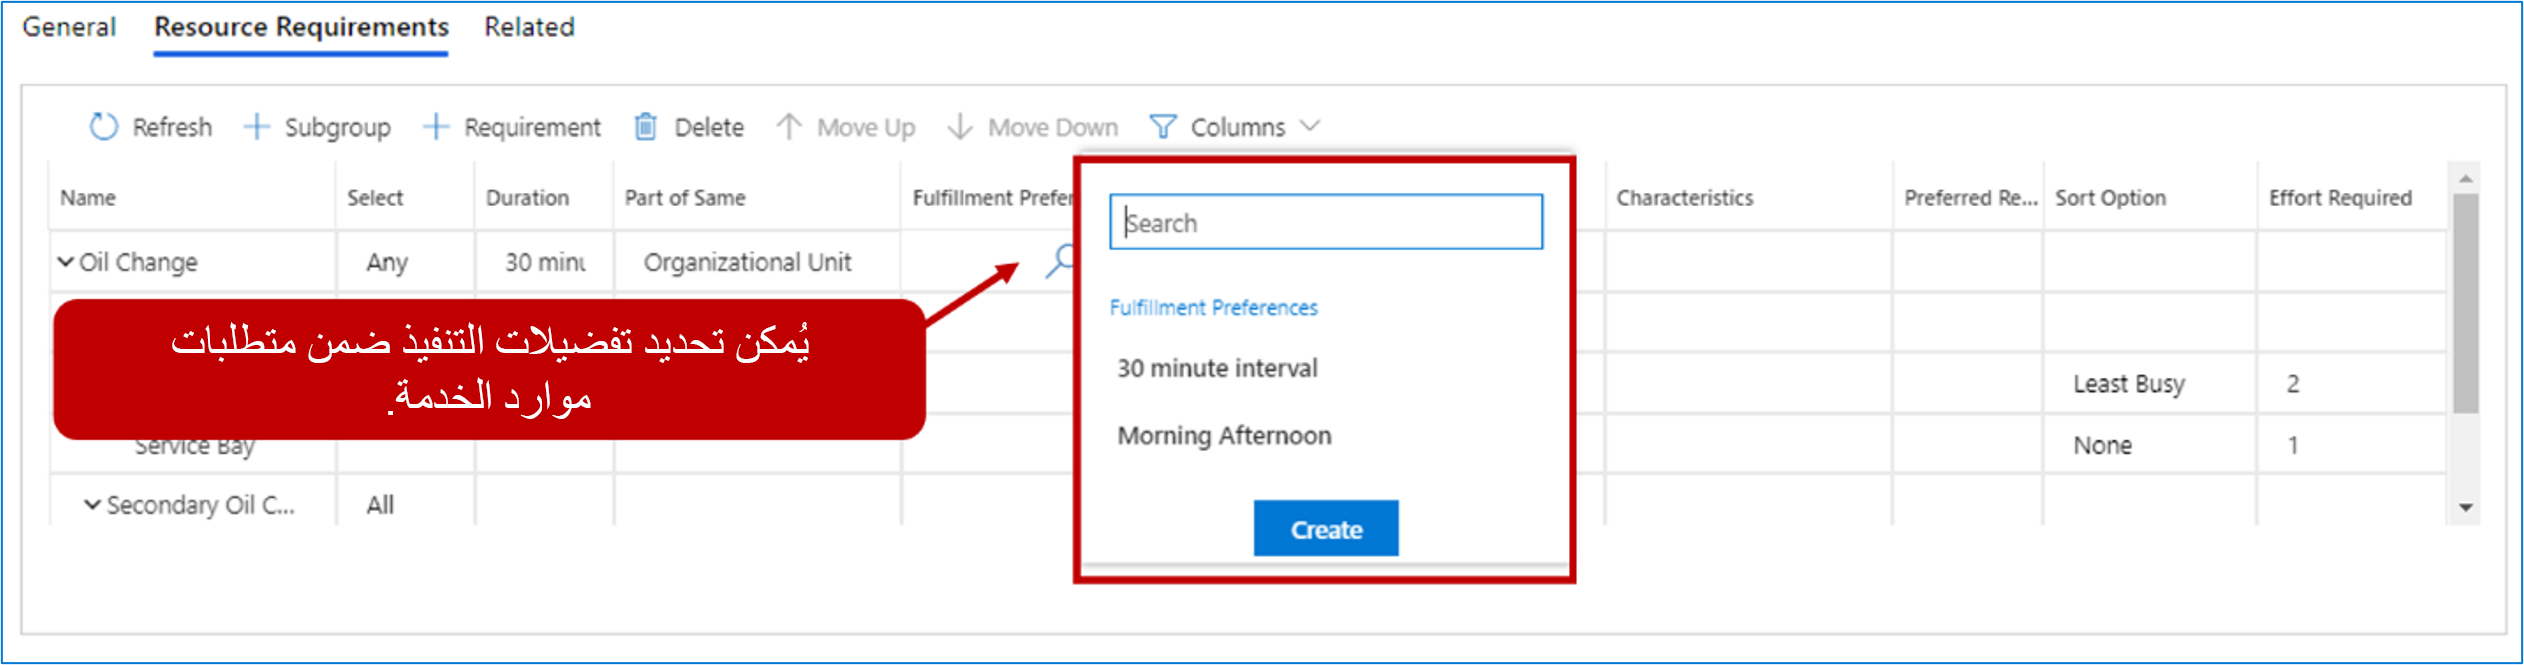 General Resource Requirements Related
Refresh Subgroup Requirement Delete Move Up Move Down Columns
Name Select Duration Part of Same Fulfillment Prefer Characteristics Preferred Re... Sort Option Effort Required
Search
Oil Change Any 30 minu Organizational Unit
Fulfillment Preferences
يُمكن تحديد تفضيلات التنفيذ ضمن متطلبات
موارد الخدمة.
30 minute interval
Least Busy 2
Morning Afternoon
Service Bay None 1
Secondary Oil C... All
Create